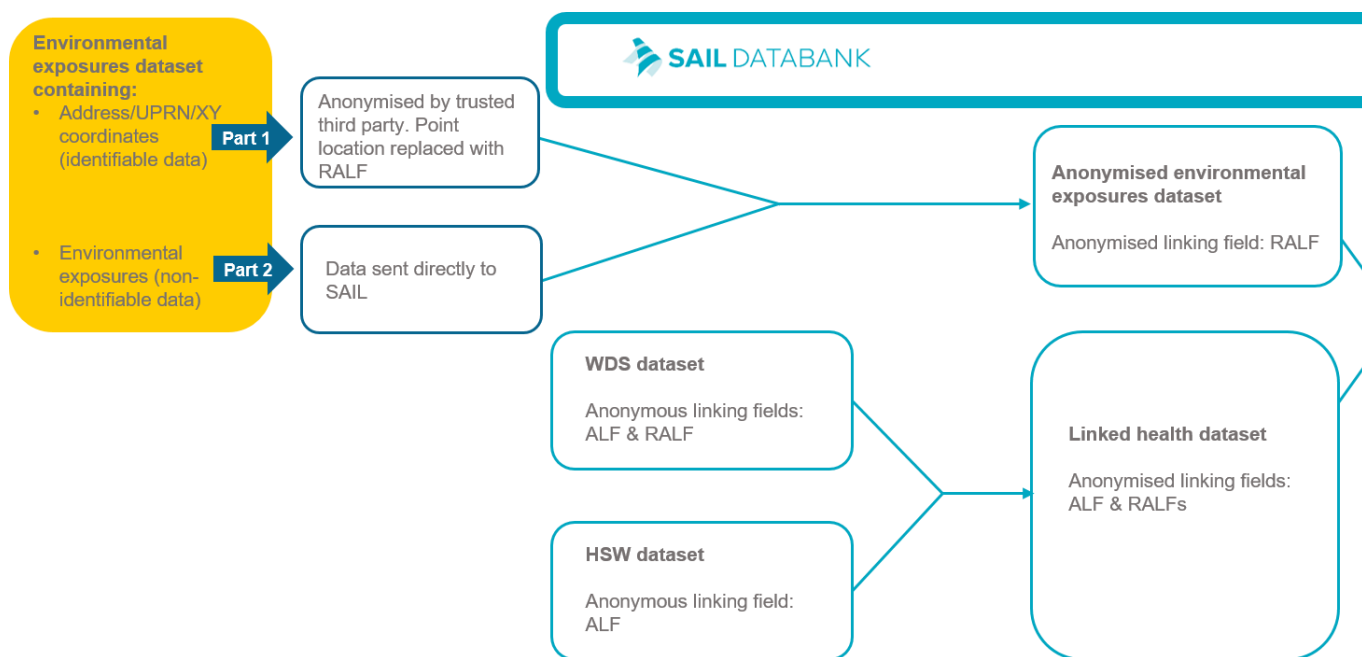 Environmental
exposures dataset
containing:
• Address/UPRN/XY
coordinates
(identifiable data)
Part 1
Anonymised by trusted
third party. Point
location replaced with
RALF
SAIL DATABANK
Anonymised environmental
exposures dataset
Anonymised linking field: RALF
• Environmental
exposures (non-
identifiable data)
Part 2
Data sent directly to
SAIL
WDS dataset
Anonymous linking fields:
ALF & RALF
HSW dataset
Anonymous linking field:
ALF
Linked health dataset
Anonymised linking fields:
ALF & RALFs